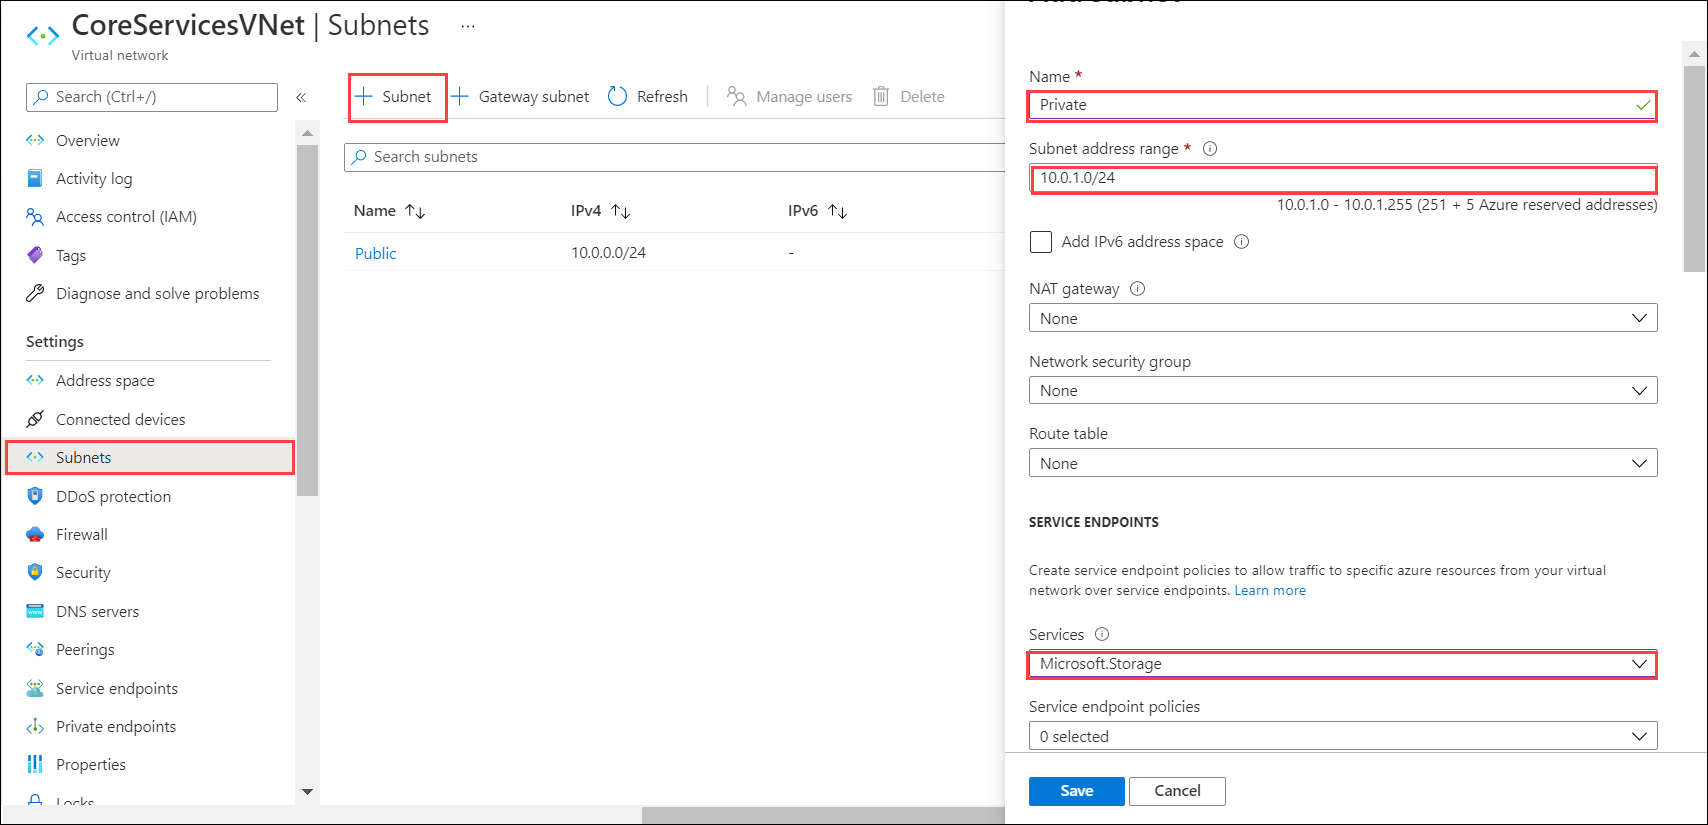 CoreServicesVNet | Subnets ...
Virtual network
Search (Ctrl+/)
«
Overview
Activity log
Access control (IAM)
Tags
Diagnose and solve problems
Settings
Address space
Connected devices
Subnets
DDoS protection
Firewall
Security
DNS servers
Peerings
Service endpoints
Private endpoints
Properties
Locks
+ Subnet + Gateway subnet Refresh | Manage users Delete
Search subnets
Name ↑↓ IPv4 ↑↓ IPv6 ↑↓
Public 10.0.0.0/24 -
Add subnet
Name *
Private
Subnet address range *
10.0.1.0/24
10.0.1.0 - 10.0.1.255 (251 + 5 Azure reserved addresses)
Add IPv6 address space
NAT gateway
None
Network security group
None
Route table
None
SERVICE ENDPOINTS
Create service endpoint policies to allow traffic to specific azure resources from your virtual
network over service endpoints. Learn more
Services
Microsoft.Storage
Service endpoint policies
0 selected
Save Cancel